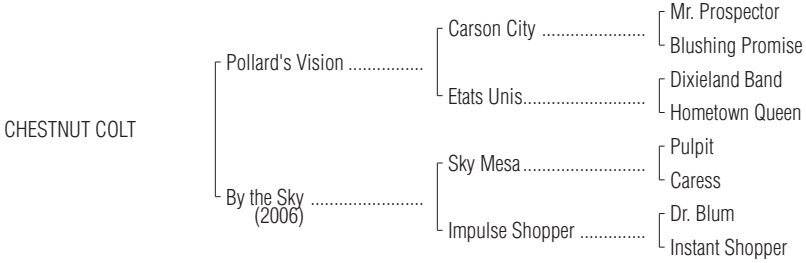 Mr. Prospector
Carson City ......................
Blushing Promise
Pollard's Vision ................
Dixieland Band
Etats Unis..........................
Hometown Queen
CHESTNUT COLT
Pulpit
Sky Mesa..........................
Caress
By the Sky ........................
(2006)
Dr. Blum
Impulse Shopper ..............
Instant Shopper